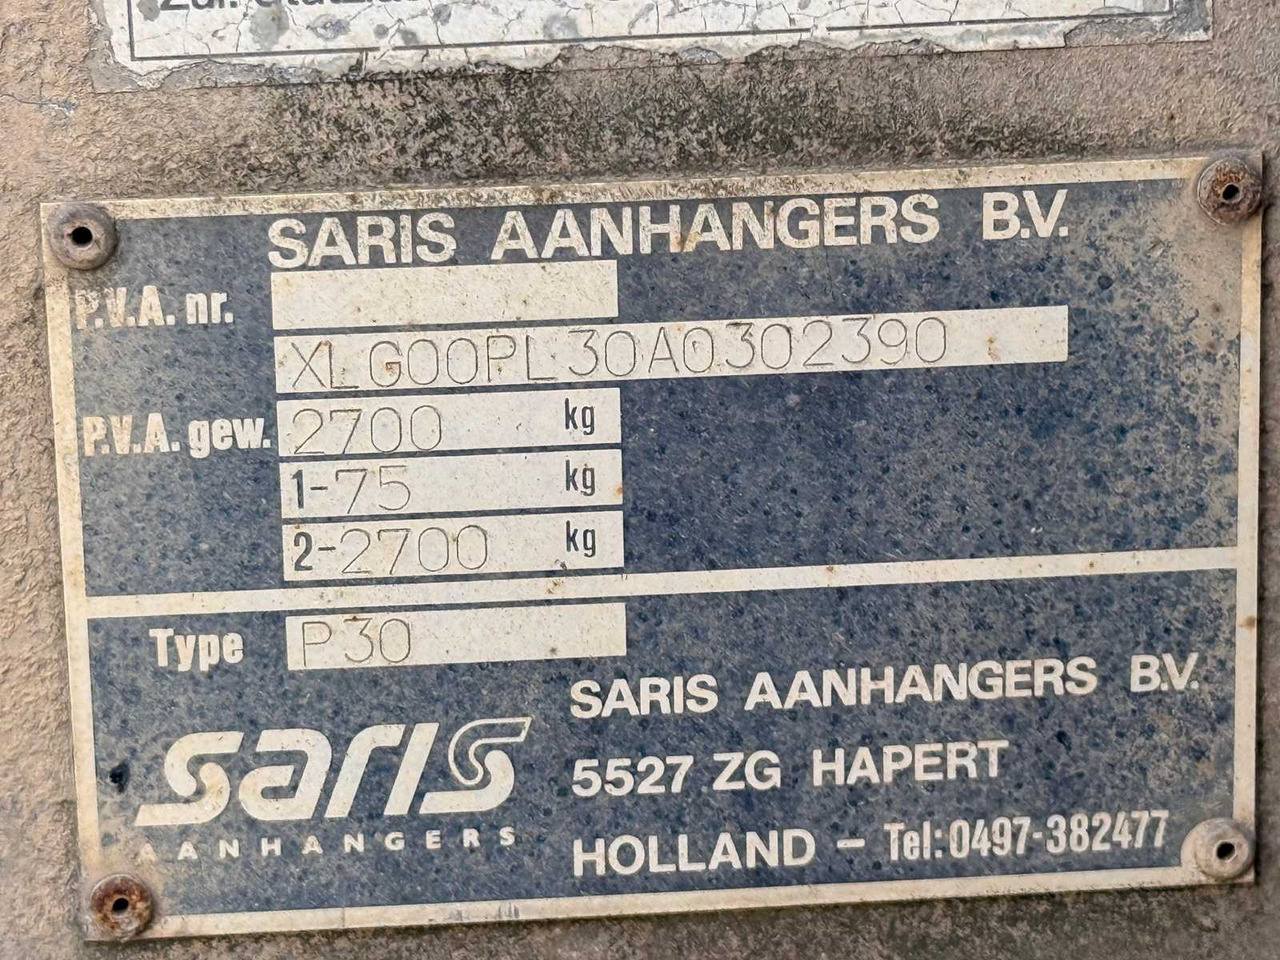 SARIS AANHANGERS B.V.
P.V.A. nr.
XLG00PL30A0302390
P.V.A. gew. 2700 kg
1-75 kg
2-2700 kg
Type P30
SARIS AANHANGERS B.V.
saris 5527 ZG HAPERT
AANHANGERS HOLLAND - Tel: 0497-382477